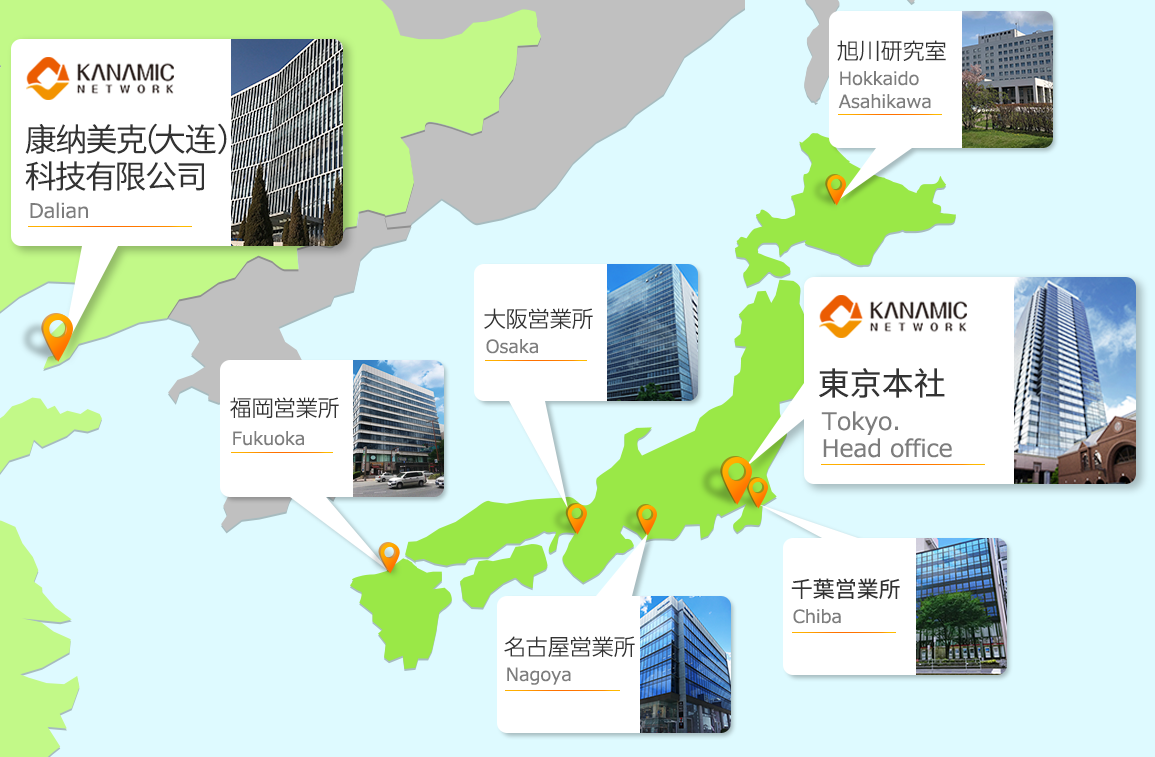 KANAMIC
NETWORK
康纳美克(大连)
科技有限公司
Dalian
旭川研究室
Hokkaido
Asahikawa
大阪営業所
Osaka
KANAMIC
NETWORK
東京本社
Tokyo.
Head office
福岡営業所
Fukuoka
千葉営業所
Chiba
名古屋営業所
Nagoya